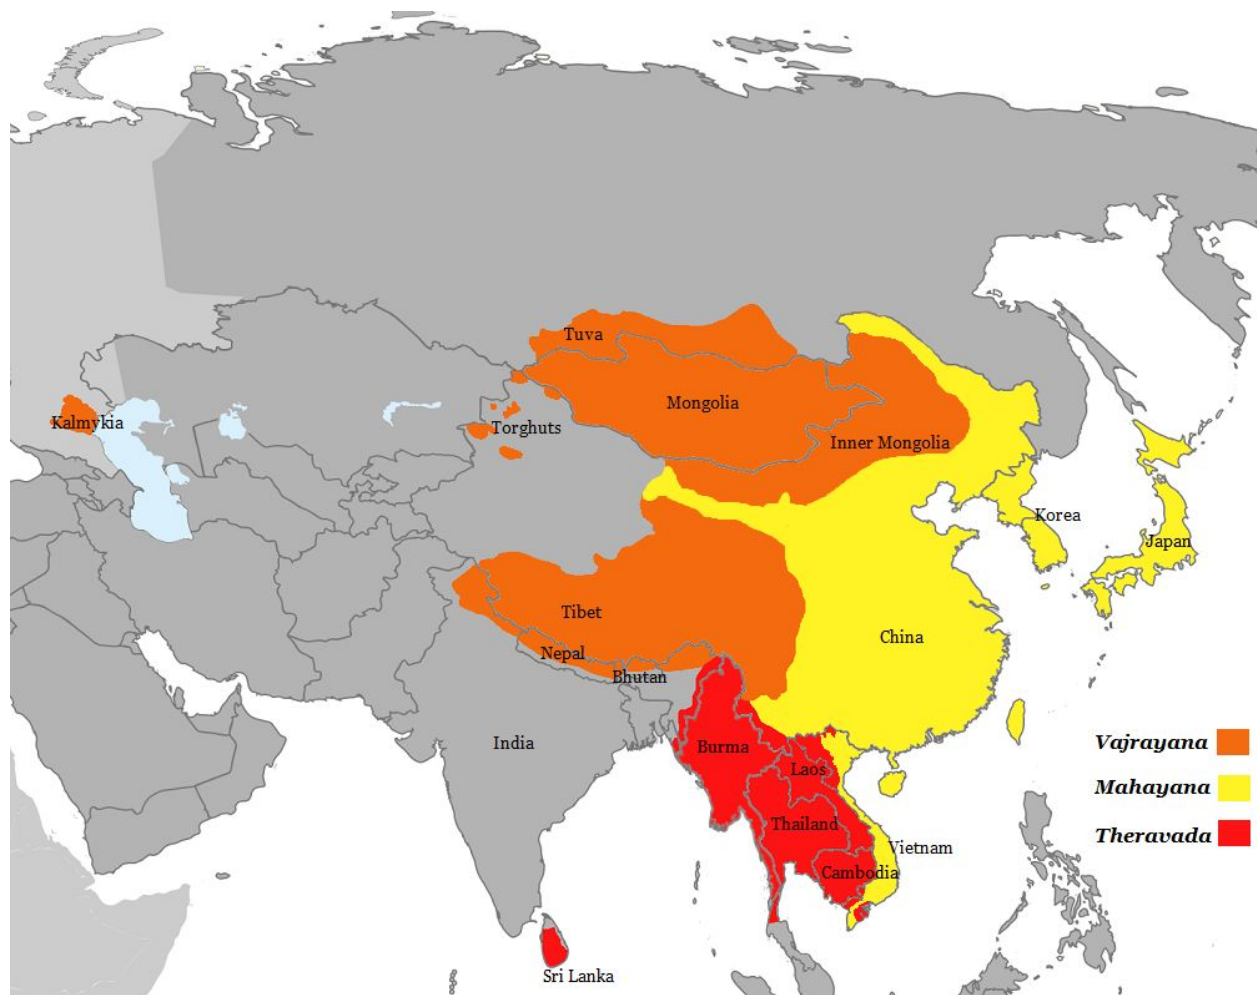 Tuva
Mongolia
Kalmykia
Torghuts
Inner Mongolia
Korea
Japan
Tibet
China
Nepal
Bhutan
India
Burma
Laos
Thailand
Vietnam
Cambodia
Sri Lanka
Vajrayana
Mahayana
Theravada